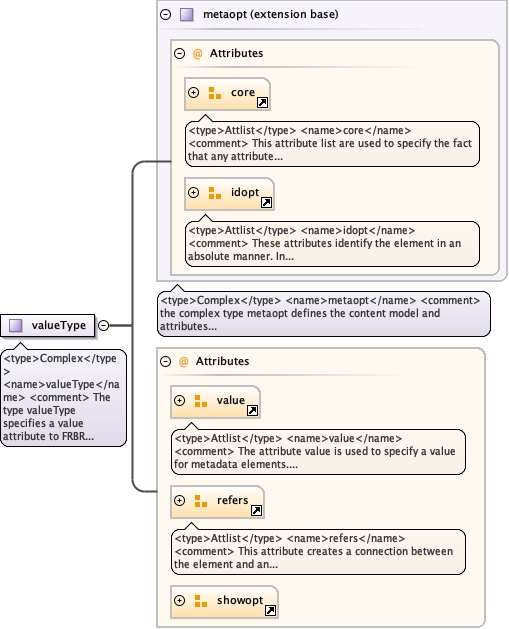 metaopt (extension base)
@ Attributes
core
<type>Attlist</type> <name>core</name>
<comment> This attribute list are used to specify the fact
that any attribute...
idopt
<type>Attlist</type> <name>idopt</name>
<comment> These attributes identify the element in an
absolute manner. In...
<type>Complex</type> <name>metaopt</name> <comment>
the complex type metaopt defines the content model and
attributes...
valueType
<type>Complex</type
>
<name>valueType</na
me> <comment> The
type valueType
specifies a value
attribute to FRBR...
@ Attributes
value
<type>Attlist</type> <name>value</name>
<comment> The attribute value is used to specify a value
for metadata elements....
refers
<type>Attlist</type> <name>refers</name>
<comment> This attribute creates a connection between
the element and an...
showopt